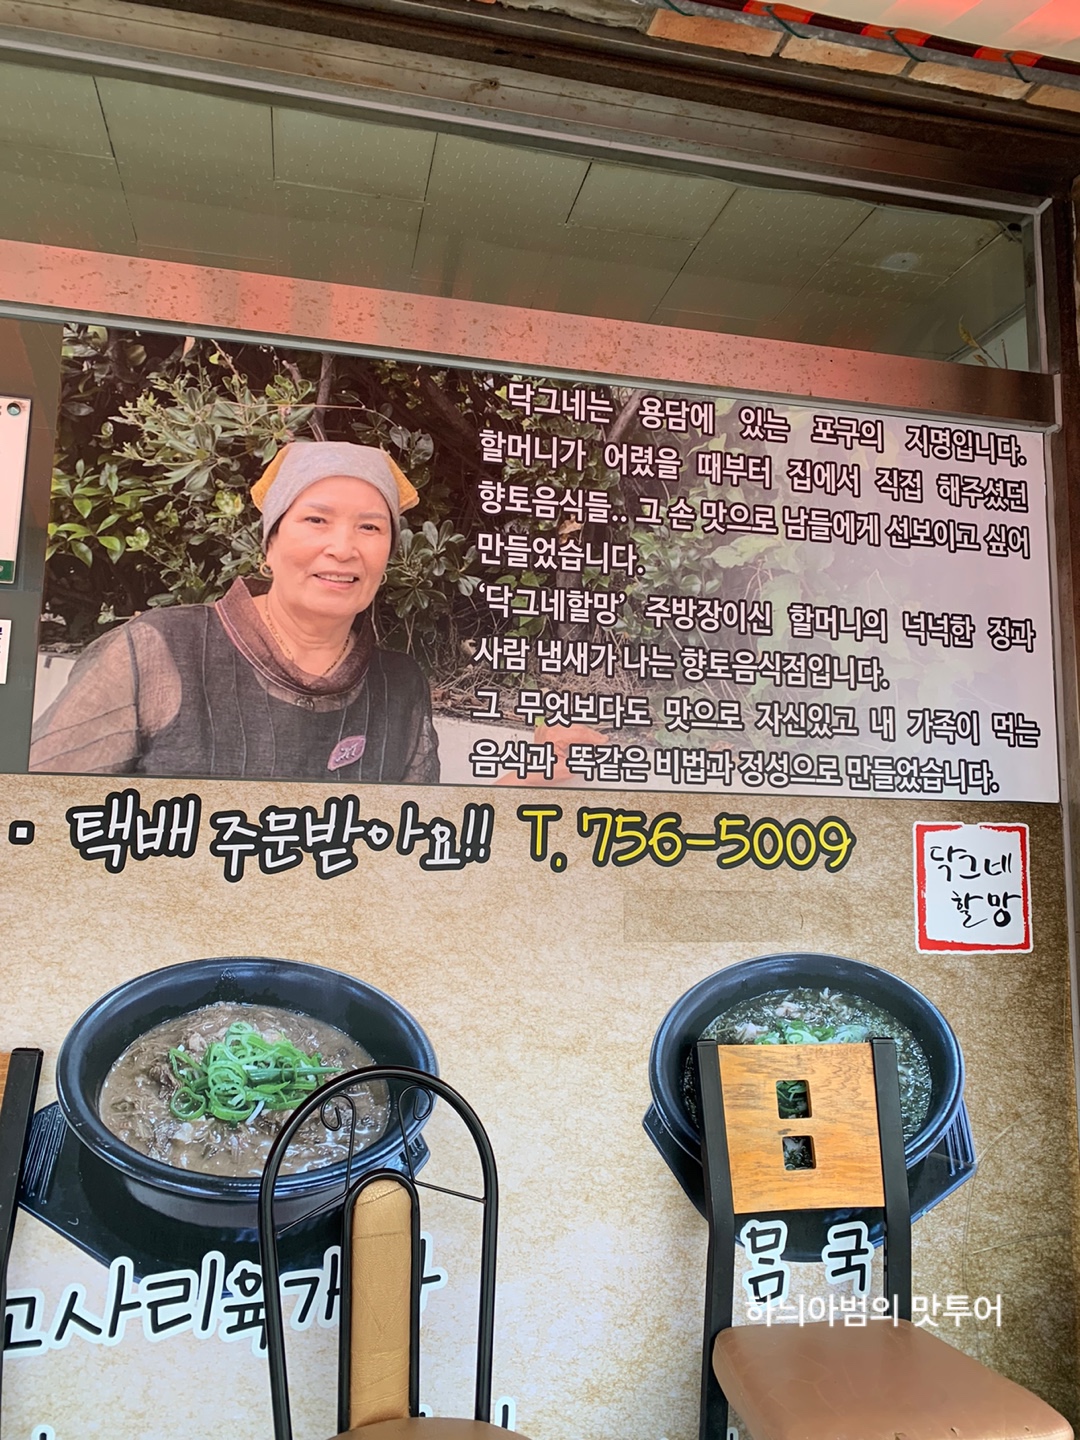 닥그네는 용담에 있는 포구의 지명입니다.
할머니가 어렸을 때부터 집에서 직접 해주셨던
향토음식들.. 그 손 맛으로 남들에게 선보이고 싶어
만들었습니다.
'닥그네할망' 주방장이신 할머니의 넉넉한 정과
사람 냄새가 나는 향토음식점입니다.
그 무엇보다도 맛으로 자신있고 내 가족이 먹는
음식과 똑같은 비법과 정성으로 만들었습니다.
· 택배 주문받아요!! T. 756-5009
닥그네
할망
고사리육개
몸국
하늬아범의 맛투어